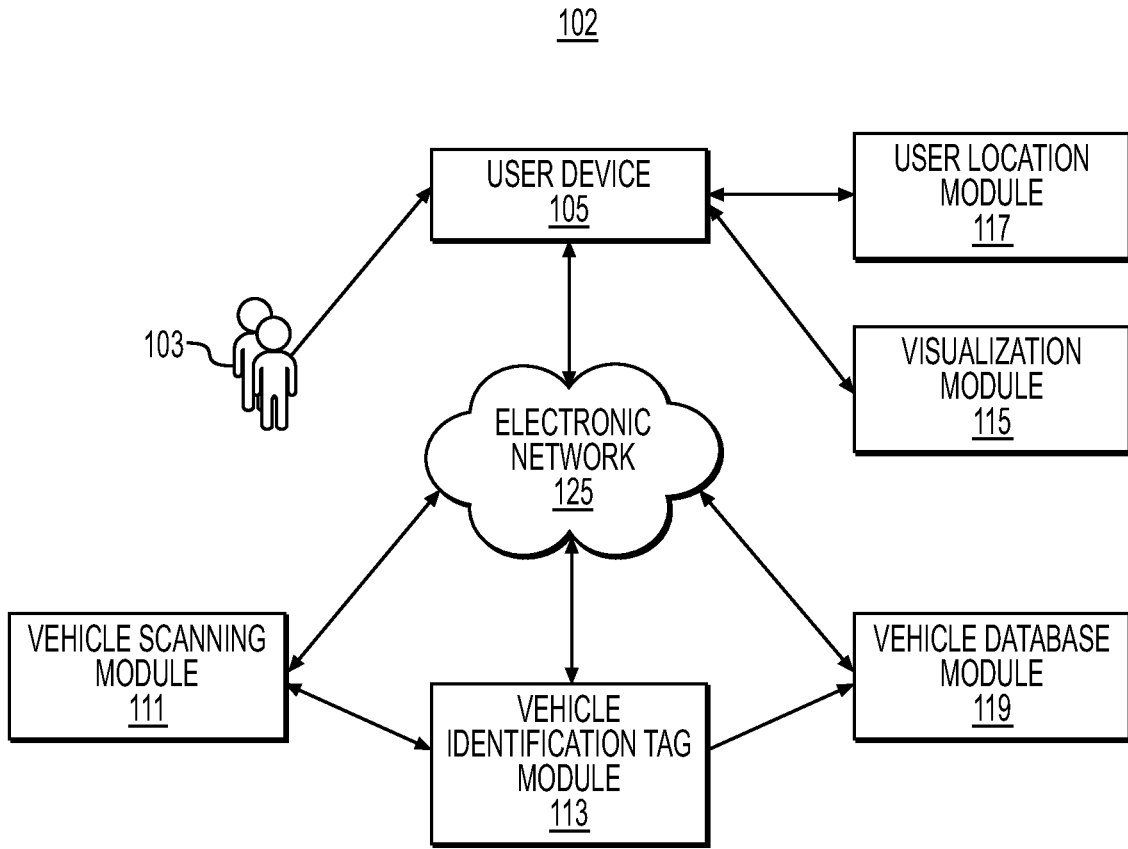 102
USER DEVICE
105
USER LOCATION
MODULE
117
103
VISUALIZATION
MODULE
115
ELECTRONIC
NETWORK
125
VEHICLE SCANNING
MODULE
111
VEHICLE
IDENTIFICATION TAG
MODULE
113
VEHICLE DATABASE
MODULE
119